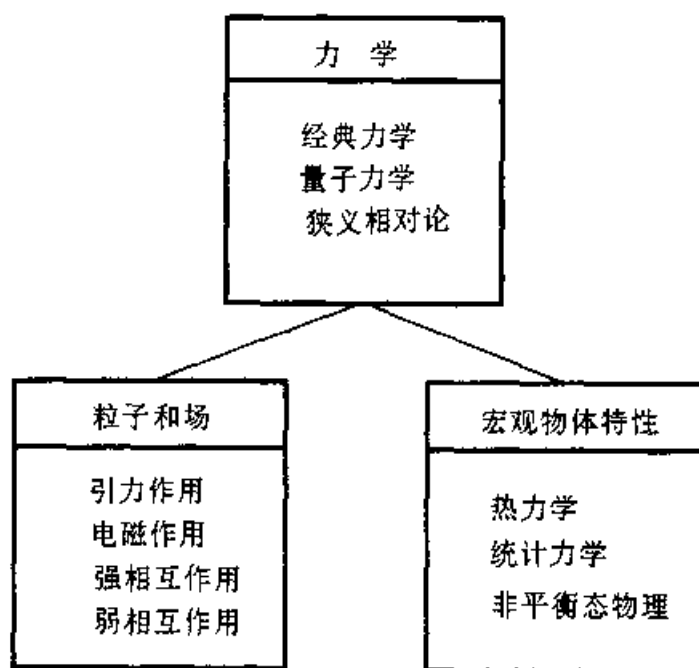 力 学
经典力学
量子力学
狭义相对论
粒子和场
引力作用
电磁作用
强相互作用
弱相互作用
宏观物体特性
热力学
统计力学
非平衡态物理